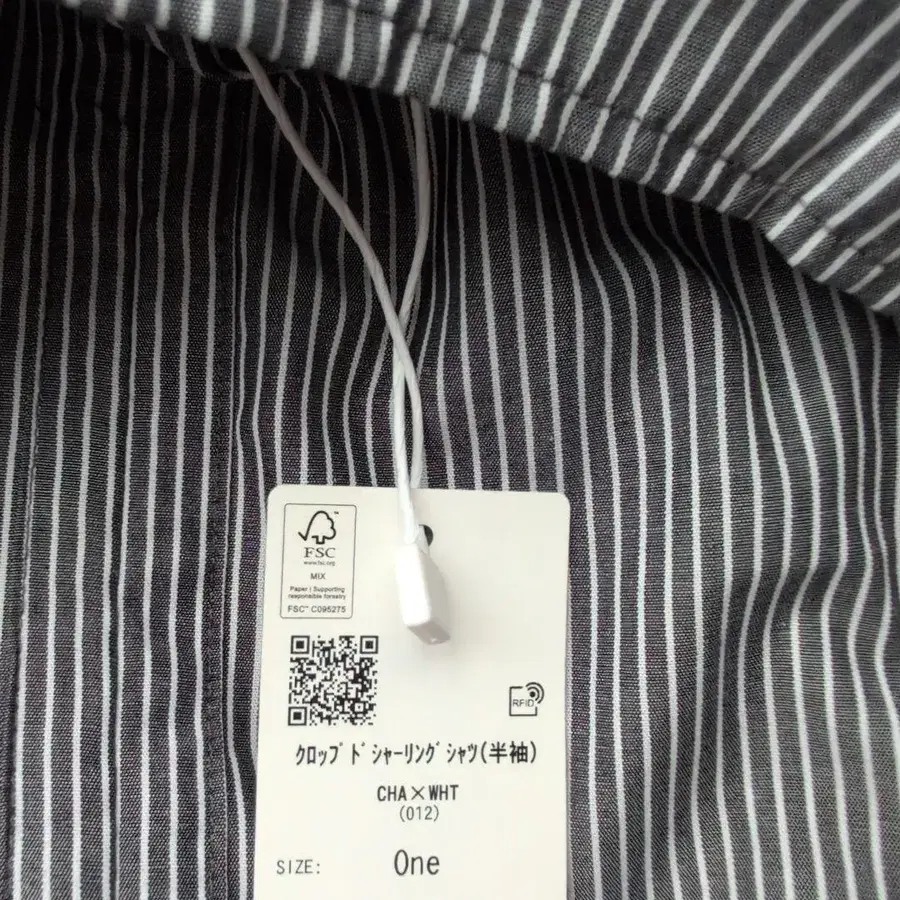 FSC
www.fsc.org
MIX
Paper | Supporting
responsible forestry
FSC™ C095275
RFID
クロップドシャーリングシャツ(半袖)
CHA×WHT
(012)
SIZE: One